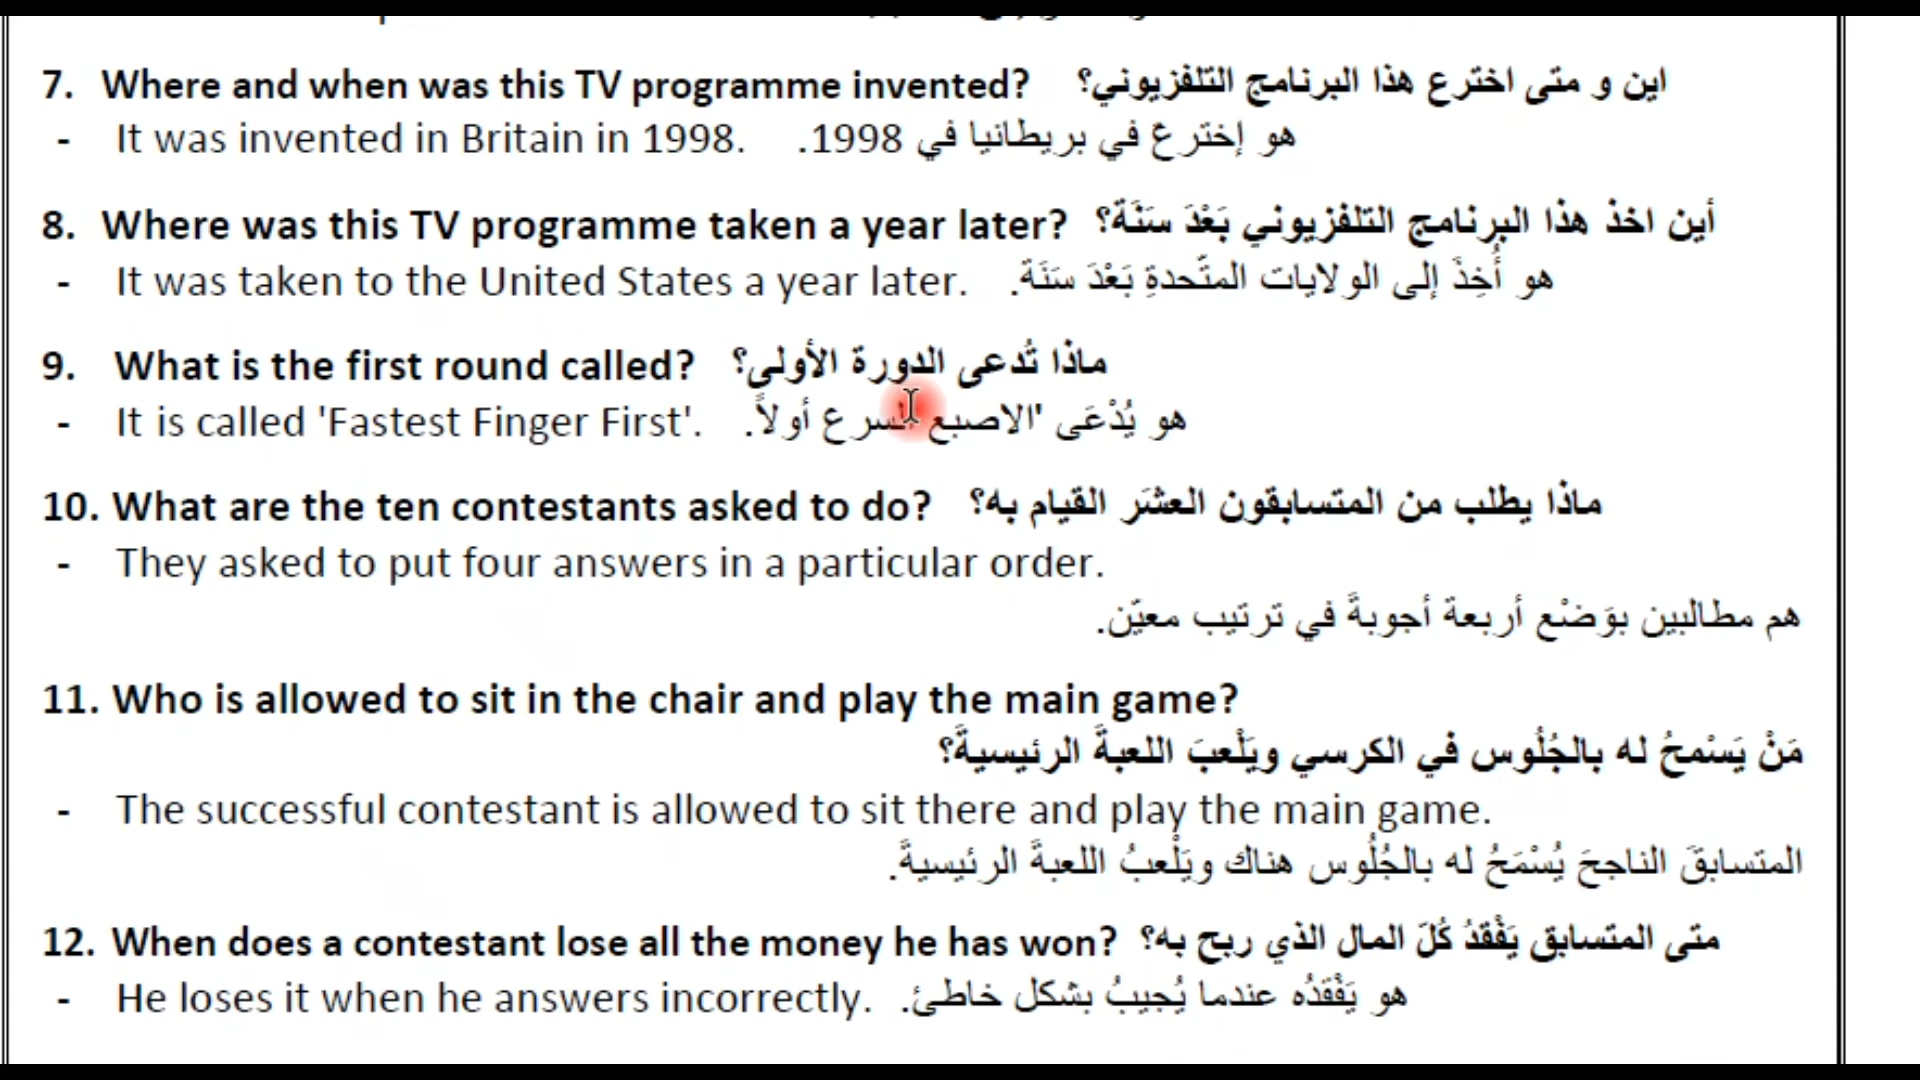 7. Where and when was this TV programme invented? اين و متى اخترع هذا البرنامج التلفزيوني؟
- It was invented in Britain in 1998. هو إخترعَ في بريطانيا في 1998.
8. Where was this TV programme taken a year later? أين اخذ هذا البرنامج التلفزيوني بَعْدَ سنَنَة؟
- It was taken to the United States a year later. هو أُخِذَ إلى الولايات المتّحدةِ بَعْدَ سنَنَة.
9. What is the first round called? ماذا تُدعى الدورة الأولى؟
- It is called 'Fastest Finger First'. هو يُدْعَى 'الاصبع السرع أولاً.
10. What are the ten contestants asked to do? ماذا يطلب من المتسابقون العشَر القيام به؟
- They asked to put four answers in a particular order.
هم مطالبين بوَضْع أربعة أجوبةَ في ترتيب معيّن.
11. Who is allowed to sit in the chair and play the main game?
مَنْ يَسْمحُ له بالجُلُوس في الكرسي ويَلْعبَ اللعبةَ الرئيسيةَ؟
- The successful contestant is allowed to sit there and play the main game.
المتسابقَ الناجحَ يُسْمَحُ له بالجُلُوس هناك ويَلْعبُ اللعبةَ الرئيسيةَ.
12. When does a contestant lose all the money he has won? متى المتسابق يَفْقدُ كُلَ المال الذي ربح به؟
- He loses it when he answers incorrectly. هو يَفْقدُه عندما يُجيبُ بشكل خاطئ.